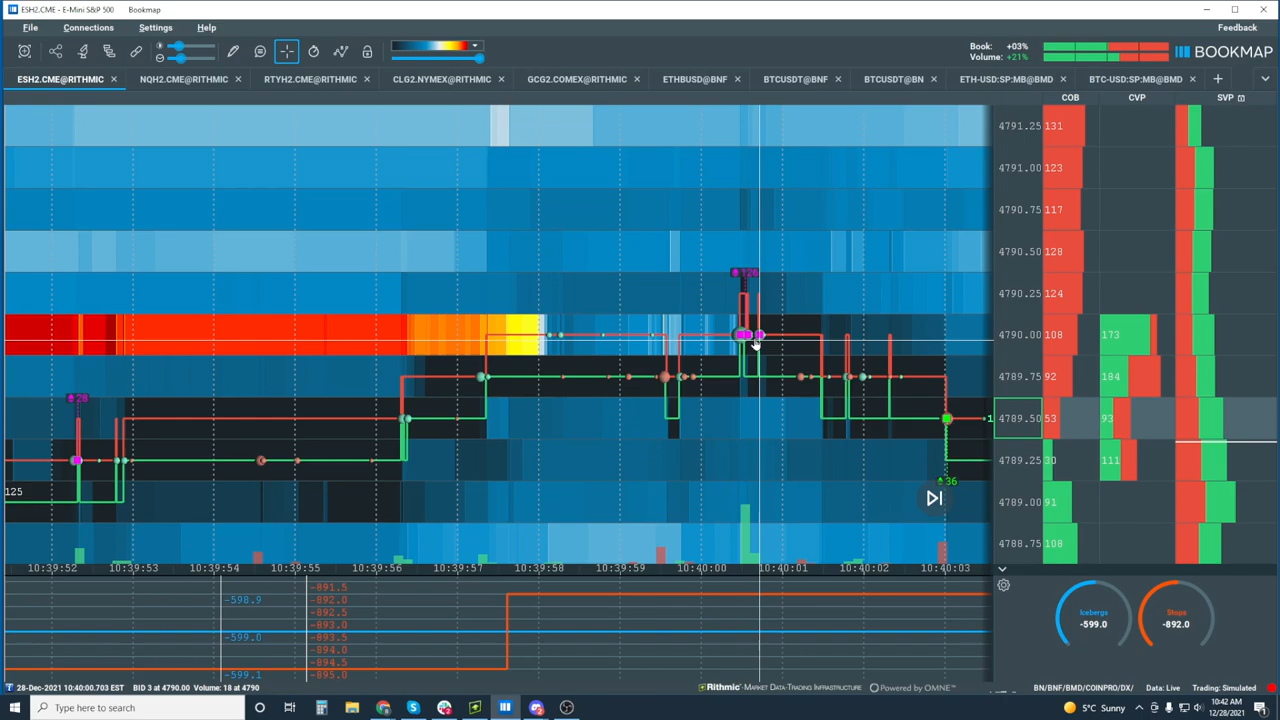 ESH2.CME - E-Mini S&P 500 Bookmap
File Connections Settings Help Feedback
Book: +03%
Volume: +21%
BOOKMAP
ESH2.CME@RITHMIC NQH2.CME@RITHMIC RTYH2.CME@RITHMIC CLG2.NYMEX@RITHMIC GCG2.COMEX@RITHMIC ETHBUSD@BNF BTCUSDT@BNF BTCUSDT@BN ETH-USD:SP:MB@BMD BTC-USD:SP:MB@BMD
COB CVP SVP
4791.25 131
4791.00 123
4790.75 117
4790.50 128
126
4790.25 124
4790.00 108 173
4789.75 92 184
28
4789.50 53 93
4789.25 30 111
36
125
4789.00 91
4788.75 108
10:39:52 10:39:53 10:39:54 10:39:55 10:39:56 10:39:57 10:39:58 10:39:59 10:40:00 10:40:01 10:40:02 10:40:03
-891.5
-598.9 -892.0
-892.5
-893.0
-599.0 -893.5
-894.0
-894.5
-599.1 -895.0
Icebergs
-599.0
Stops
-892.0
28-Dec-2021 10:40:00.703 EST BID 3 at 4790.00 Volume: 18 at 4790
Rithmic - Market Data-Trading Infrastructure Powered by OMNE™
BN/BNF/BMD/COINPRO/DX/ Data: Live Trading: Simulated
Type here to search
5°C Sunny
10:42 AM
12/28/2021